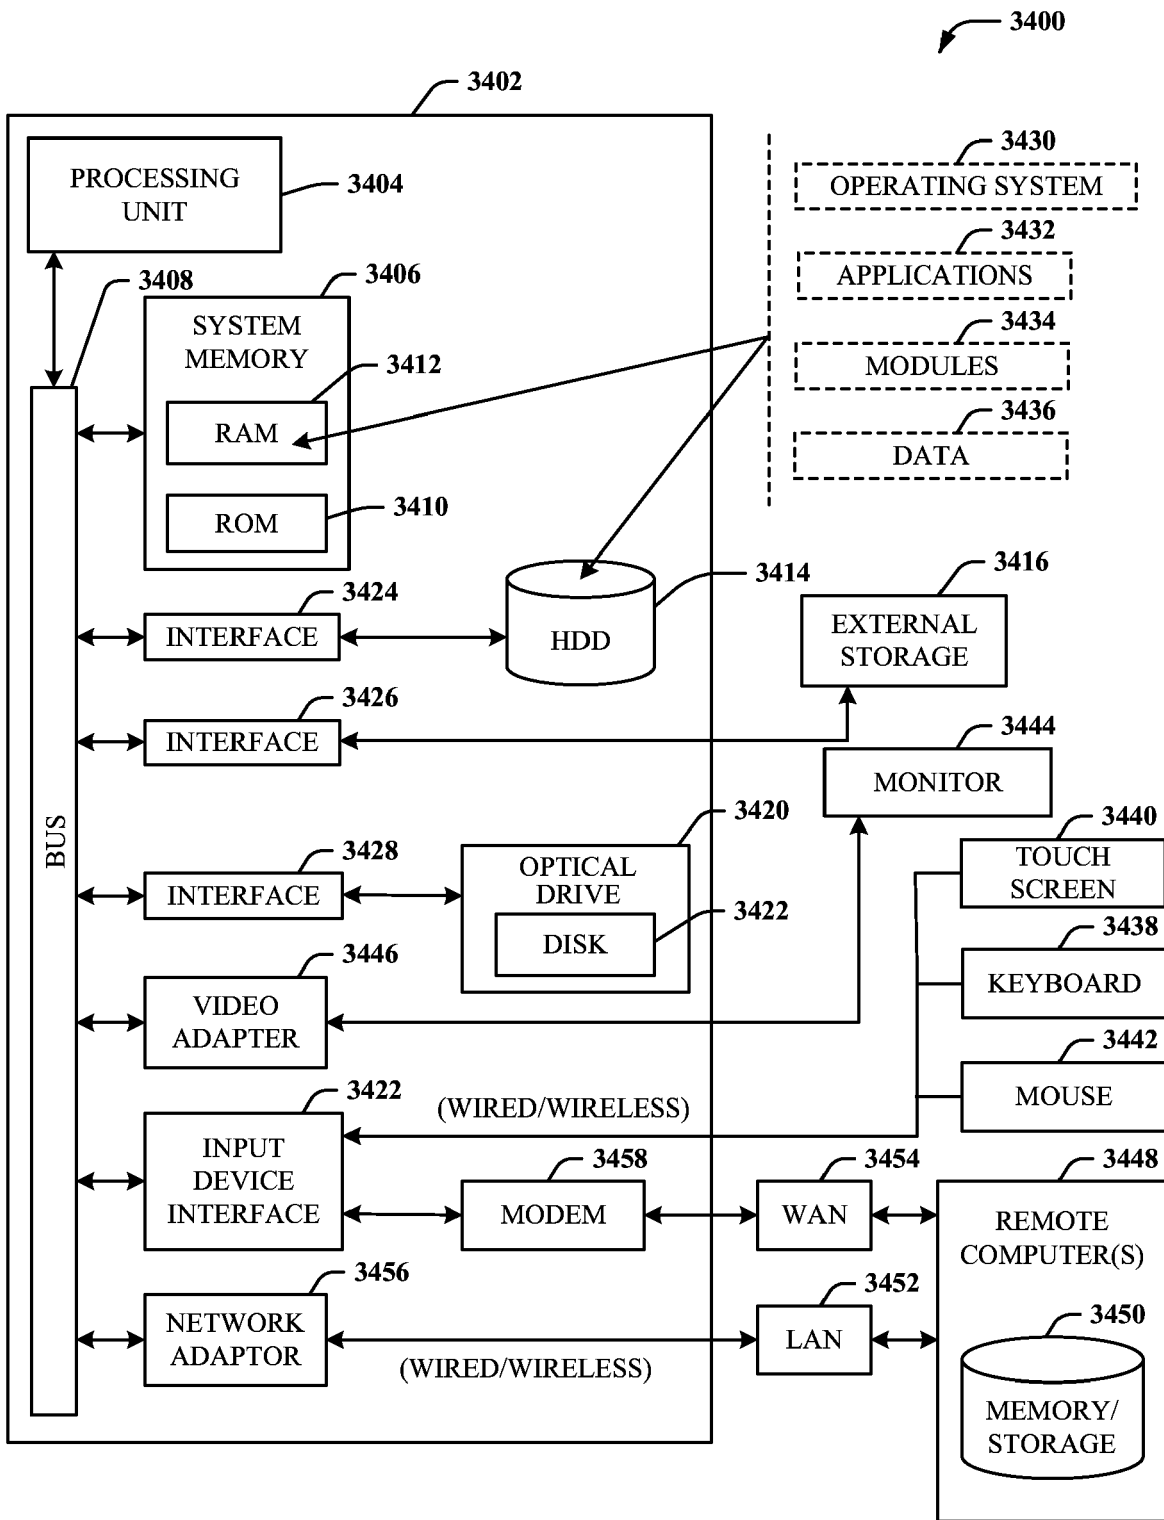 3400
3402
PROCESSING
UNIT
3404
3430
OPERATING SYSTEM
3432
APPLICATIONS
3434
MODULES
3436
DATA
3408
3406
SYSTEM
MEMORY
3412
RAM
3410
ROM
3414
HDD
3416
EXTERNAL
STORAGE
3424
INTERFACE
3426
INTERFACE
3444
MONITOR
BUS
3428
INTERFACE
3420
OPTICAL
DRIVE
3422
DISK
3440
TOUCH
SCREEN
3438
KEYBOARD
3442
MOUSE
3446
VIDEO
ADAPTER
3422
INPUT
DEVICE
INTERFACE
(WIRED/WIRELESS)
3458
MODEM
3454
WAN
3448
REMOTE
COMPUTER(S)
3456
NETWORK
ADAPTOR
(WIRED/WIRELESS)
3452
LAN
3450
MEMORY/
STORAGE